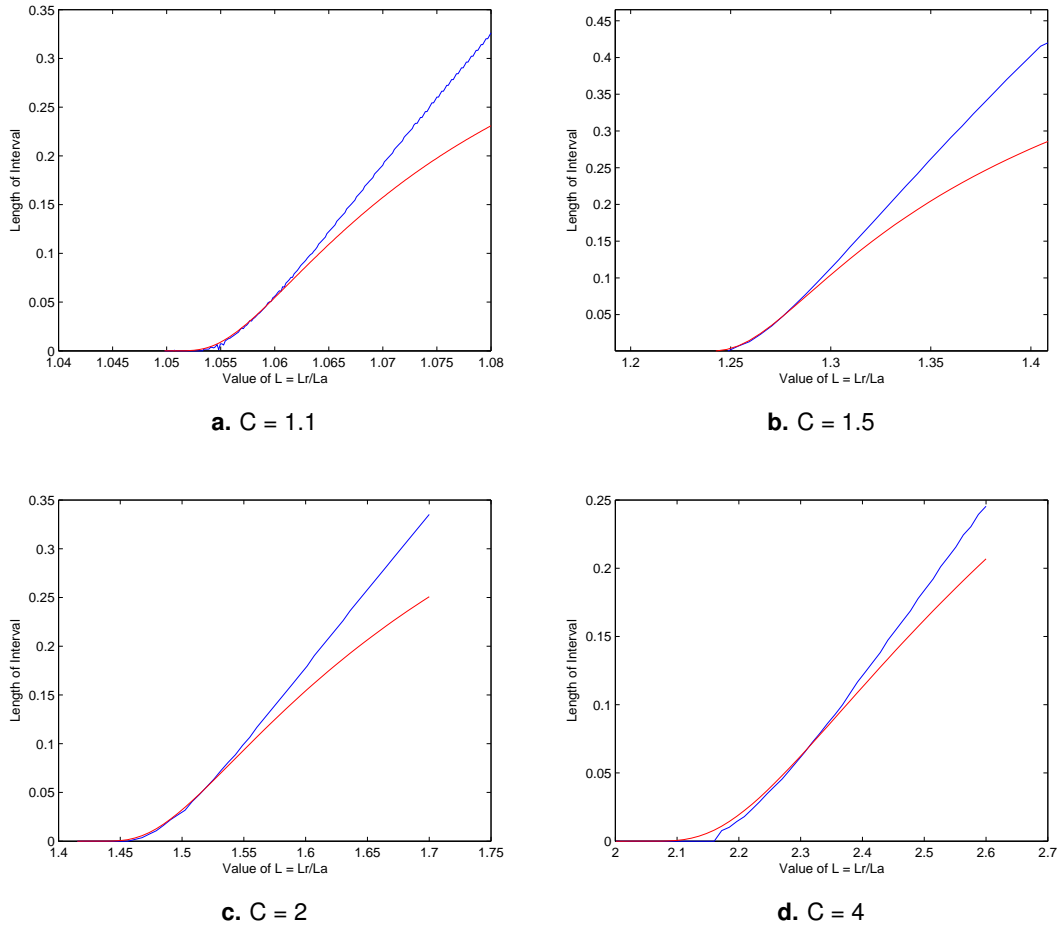 0.35
0.3
0.25
0.2
0.15
0.1
0.05
0
1.04 1.045 1.05 1.055 1.06 1.065 1.07 1.075 1.08
Value of L = Lr/La
Length of Interval
a. C = 1.1
0.45
0.4
0.35
0.3
0.25
0.2
0.15
0.1
0.05
1.2 1.25 1.3 1.35 1.4
Value of L = Lr/La
Length of Interval
b. C = 1.5
0.35
0.3
0.25
0.2
0.15
0.1
0.05
0
1.4 1.45 1.5 1.55 1.6 1.65 1.7 1.75
Value of L = Lr/La
Length of Interval
c. C = 2
0.25
0.2
0.15
0.1
0.05
0
2 2.1 2.2 2.3 2.4 2.5 2.6 2.7
Value of L = Lr/La
Length of Interval
d. C = 4